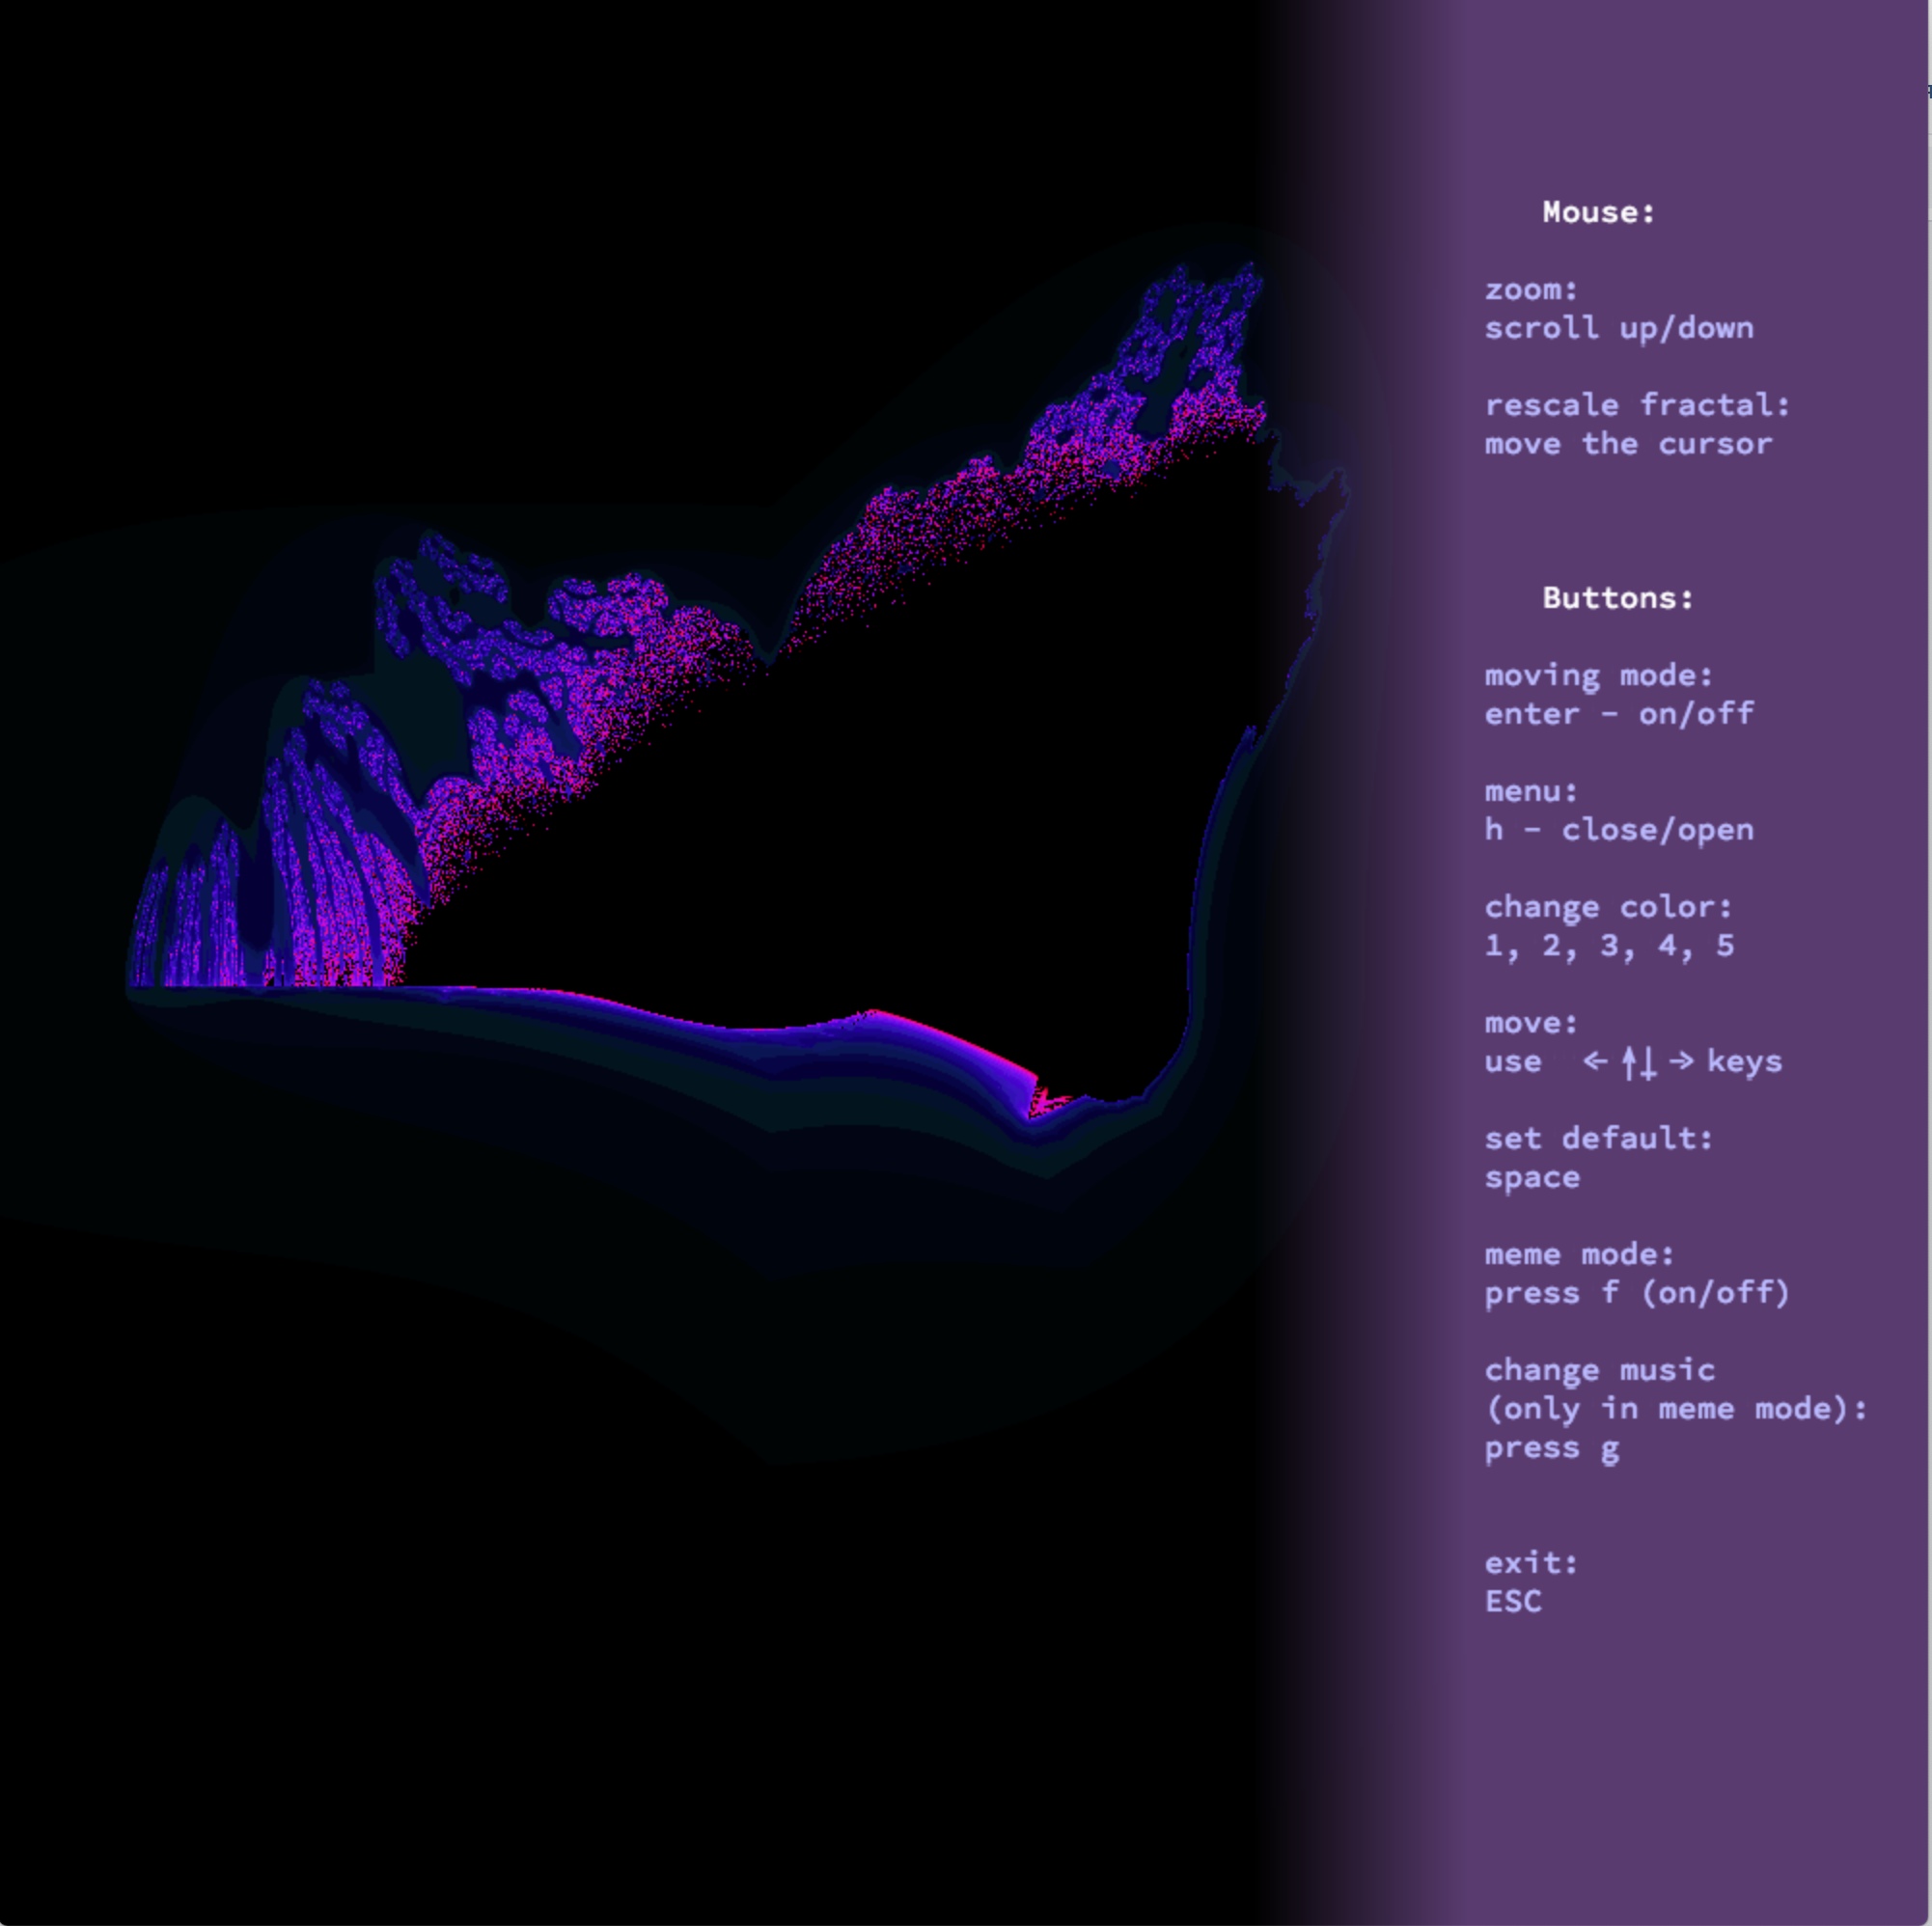 Mouse:
zoom:
scroll up/down
rescale fractal:
move the cursor
Buttons:
moving mode:
enter - on/off
menu:
h - close/open
change color:
1, 2, 3, 4, 5
move:
use ← ↑↓ → keys
set default:
space
meme mode:
press f (on/off)
change music
(only in meme mode):
press g
exit:
ESC